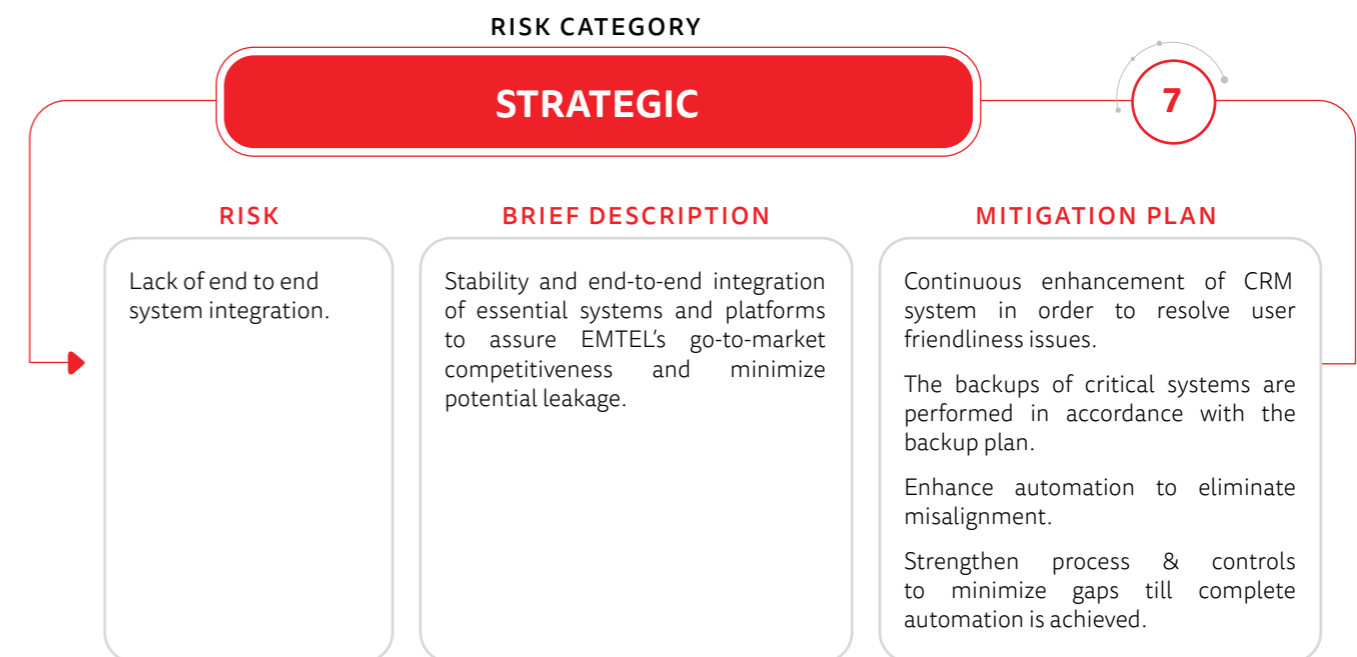 RISK CATEGORY
STRATEGIC
7
RISK
Lack of end to end
system integration.
BRIEF DESCRIPTION
Stability and end-to-end integration
of essential systems and platforms
to assure EMTEL’s go-to-market
competitiveness and minimize
potential leakage.
MITIGATION PLAN
Continuous enhancement of CRM
system in order to resolve user
friendliness issues.
The backups of critical systems are
performed in accordance with the
backup plan.
Enhance automation to eliminate
misalignment.
Strengthen process & controls
to minimize gaps till complete
automation is achieved.